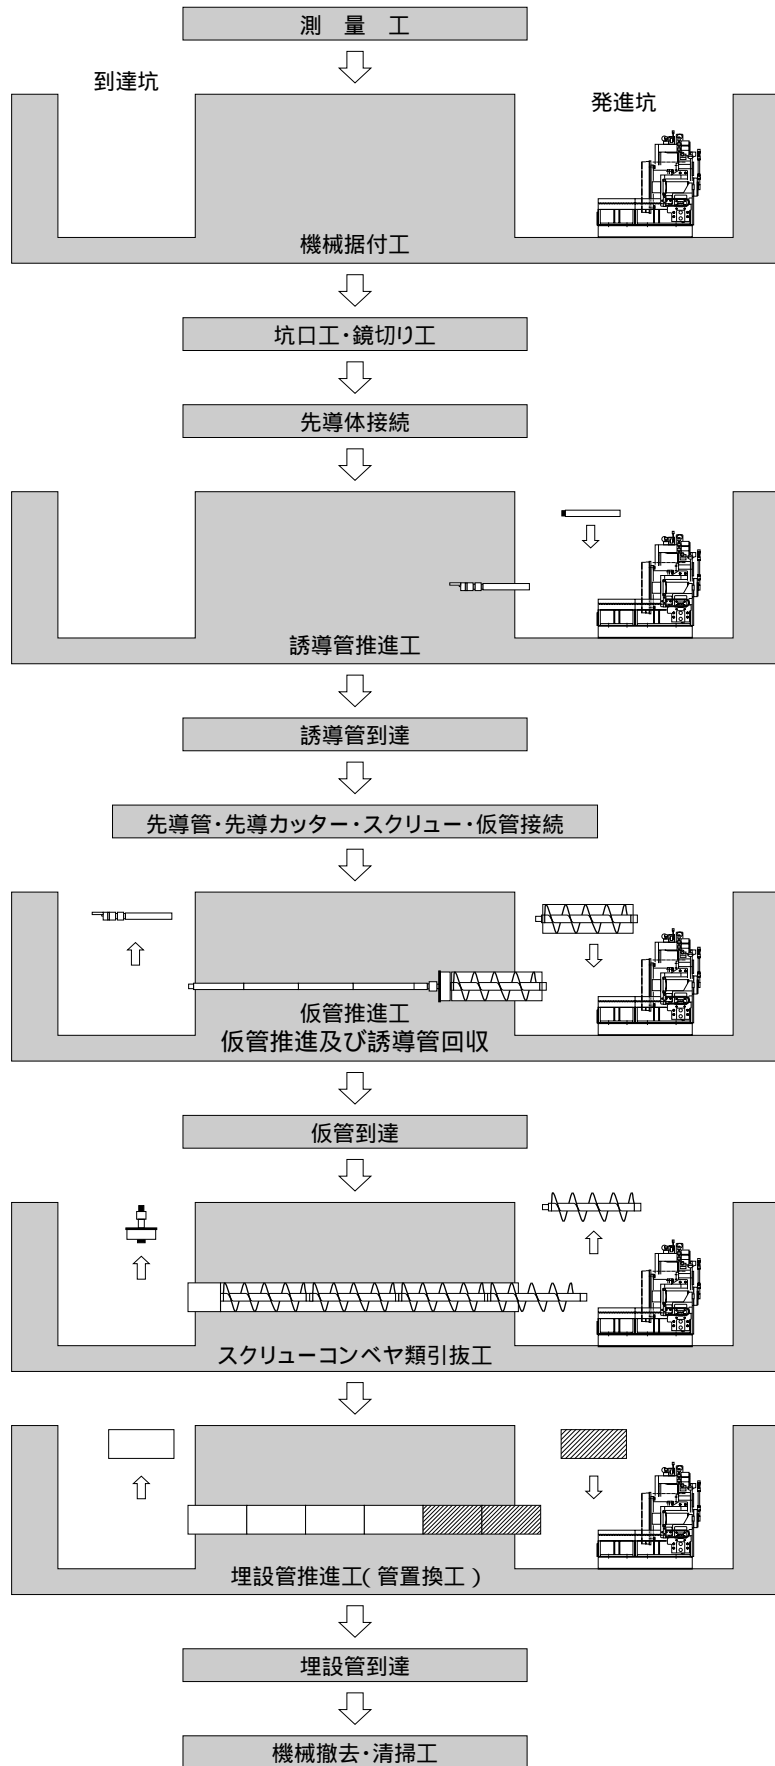 測 量 工
到達坑
発進坑
機械据付工
坑口工・鏡切り工
先導体接続
誘導管推進工
誘導管到達
先導管・先導カッター・スクリュー・仮管接続
仮管推進工
仮管推進及び誘導管回収
仮管到達
スクリューコンベヤ類引抜工
埋設管推進工( 管置換工 )
埋設管到達
機械撤去・清掃工